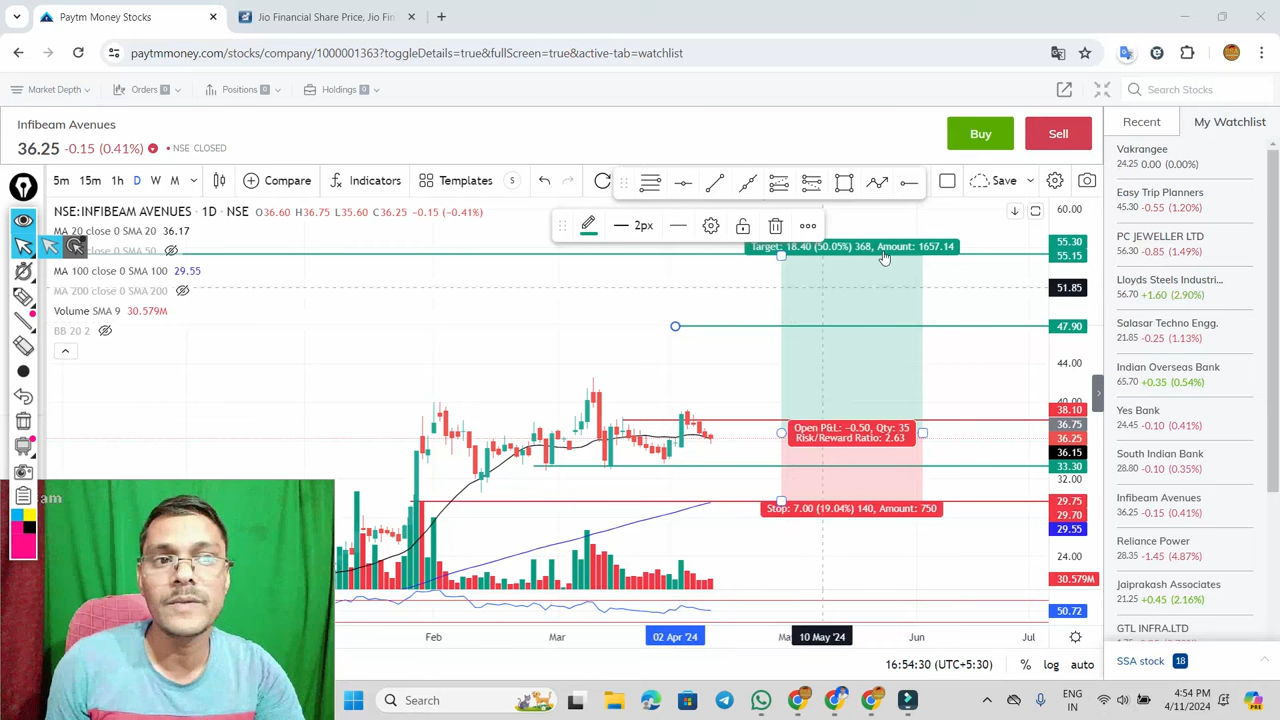 Paytm Money Stocks
Jio Financial Share Price, Jio Fin
paytmmoney.com/stocks/company/1000001363?toggleDetails=true&fullScreen=true&active-tab=watchlist
Market Depth
Orders 0
Positions 0
Holdings 0
Search Stocks
Infibeam Avenues
36.25 -0.15 (0.41%) NSE CLOSED
Buy
Sell
Recent
My Watchlist
5m 15m 1h D W M
Compare
Indicators
Templates
S
Save
NSE:INFIBEAM AVENUES · 1D · NSE O36.60 H36.75 L35.60 C36.25 -0.15 (-0.41%)
2px
MA 20 close 0 SMA 20 36.17
close 0 SMA 50
MA 100 close 0 SMA 100 29.55
MA 200 close 0 SMA 200
Volume SMA 9 30.579M
BB 20 2
Target: 18.40 (50.05%) 368, Amount: 1657.14
Open P&L: -0.50, Qty: 35
Risk/Reward Ratio: 2.63
Stop: 7.00 (19.04%) 140, Amount: 750
60.00
55.30
55.15
51.85
47.90
44.00
40.00
38.10
36.75
36.25
36.15
33.30
32.00
29.75
29.70
29.55
24.00
30.579M
50.72
Feb
Mar
02 Apr '24
10 May '24
Jun
Jul
16:54:30 (UTC+5:30)
% log auto
Vakrangee
24.25 0.00 (0.00%)
Easy Trip Planners
45.30 -0.55 (1.20%)
PC JEWELLER LTD
56.30 -0.85 (1.49%)
Lloyds Steels Industri...
56.70 +1.60 (2.90%)
Salasar Techno Engg.
21.85 -0.25 (1.13%)
Indian Overseas Bank
65.70 +0.35 (0.54%)
Yes Bank
24.45 -0.10 (0.41%)
South Indian Bank
28.80 -0.10 (0.35%)
Infibeam Avenues
36.25 -0.15 (0.41%)
Reliance Power
28.35 -1.45 (4.87%)
Jaiprakash Associates
21.25 +0.45 (2.16%)
GTL INFRA.LTD
SSA stock 18
Search
ENG
IN
4:54 PM
4/11/2024